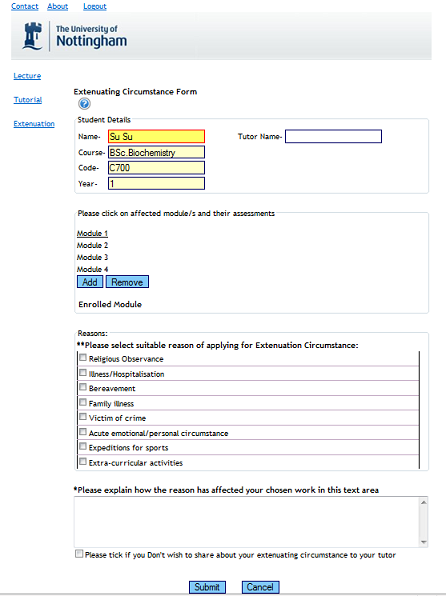 Contact About Logout
The University of
Nottingham
Lecture
Tutorial
Extenuation
Extenuating Circumstance Form
?
Student Details
Name- Su Su Tutor Name-
Course- BSc.Biochemistry
Code- C700
Year- 1
Please click on affected module/s and their assessments
Module 1
Module 2
Module 3
Module 4
Add Remove
Enrolled Module
Reasons:
**Please select suitable reason of applying for Extenuation Circumstance:
Religious Observance
Illness/Hospitalisation
Bereavement
Family illness
Victim of crime
Acute emotional/personal circumstance
Expeditions for sports
Extra-curricular activities
*Please explain how the reason has affected your chosen work in this text area
Please tick if you Don't wish to share about your extenuating circumstance to your tutor
Submit Cancel